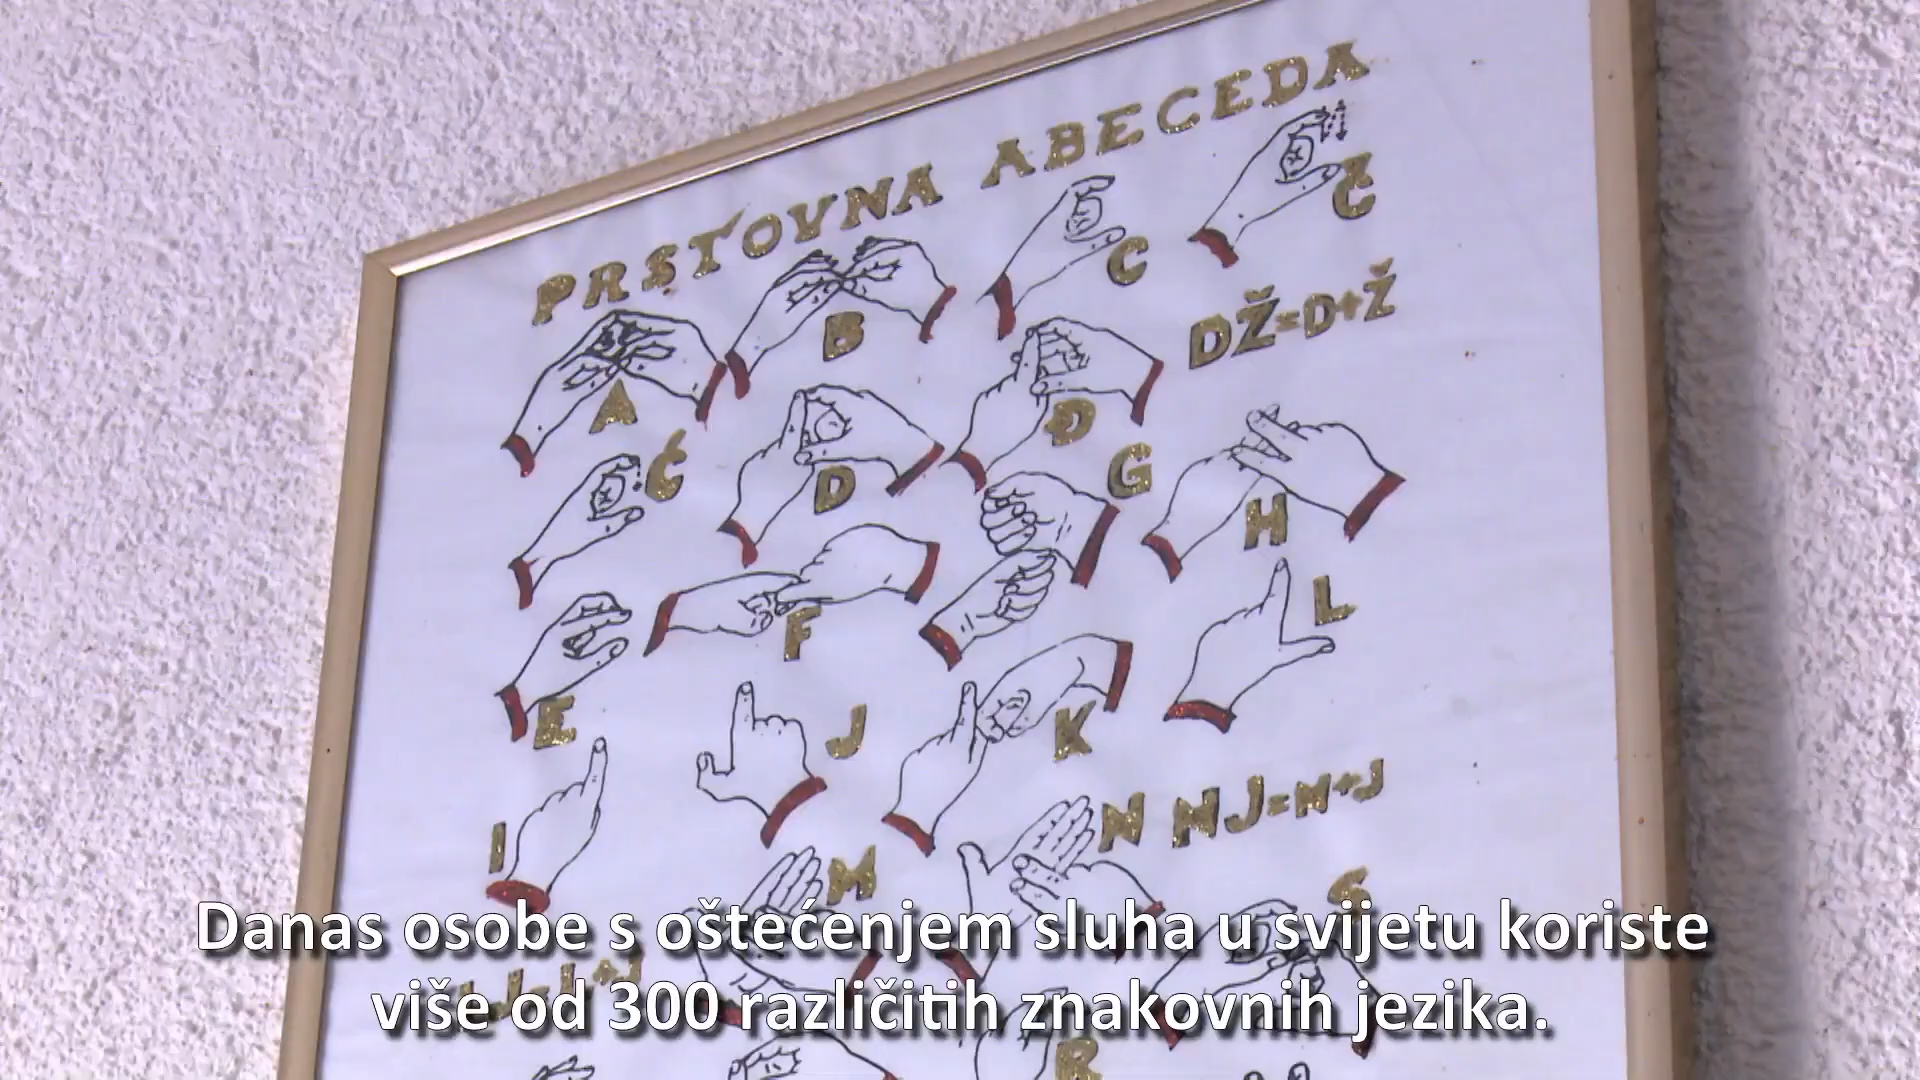 PRSTOVNA ABECEDA
A
B
C
Č
Ć
D
Đ
DŽ=D+Ž
E
F
G
H
I
J
K
L
M
N NJ=N+J
S
R
Danas osobe s oštećenjem sluha u svijetu koriste
više od 300 različitih znakovnih jezika.